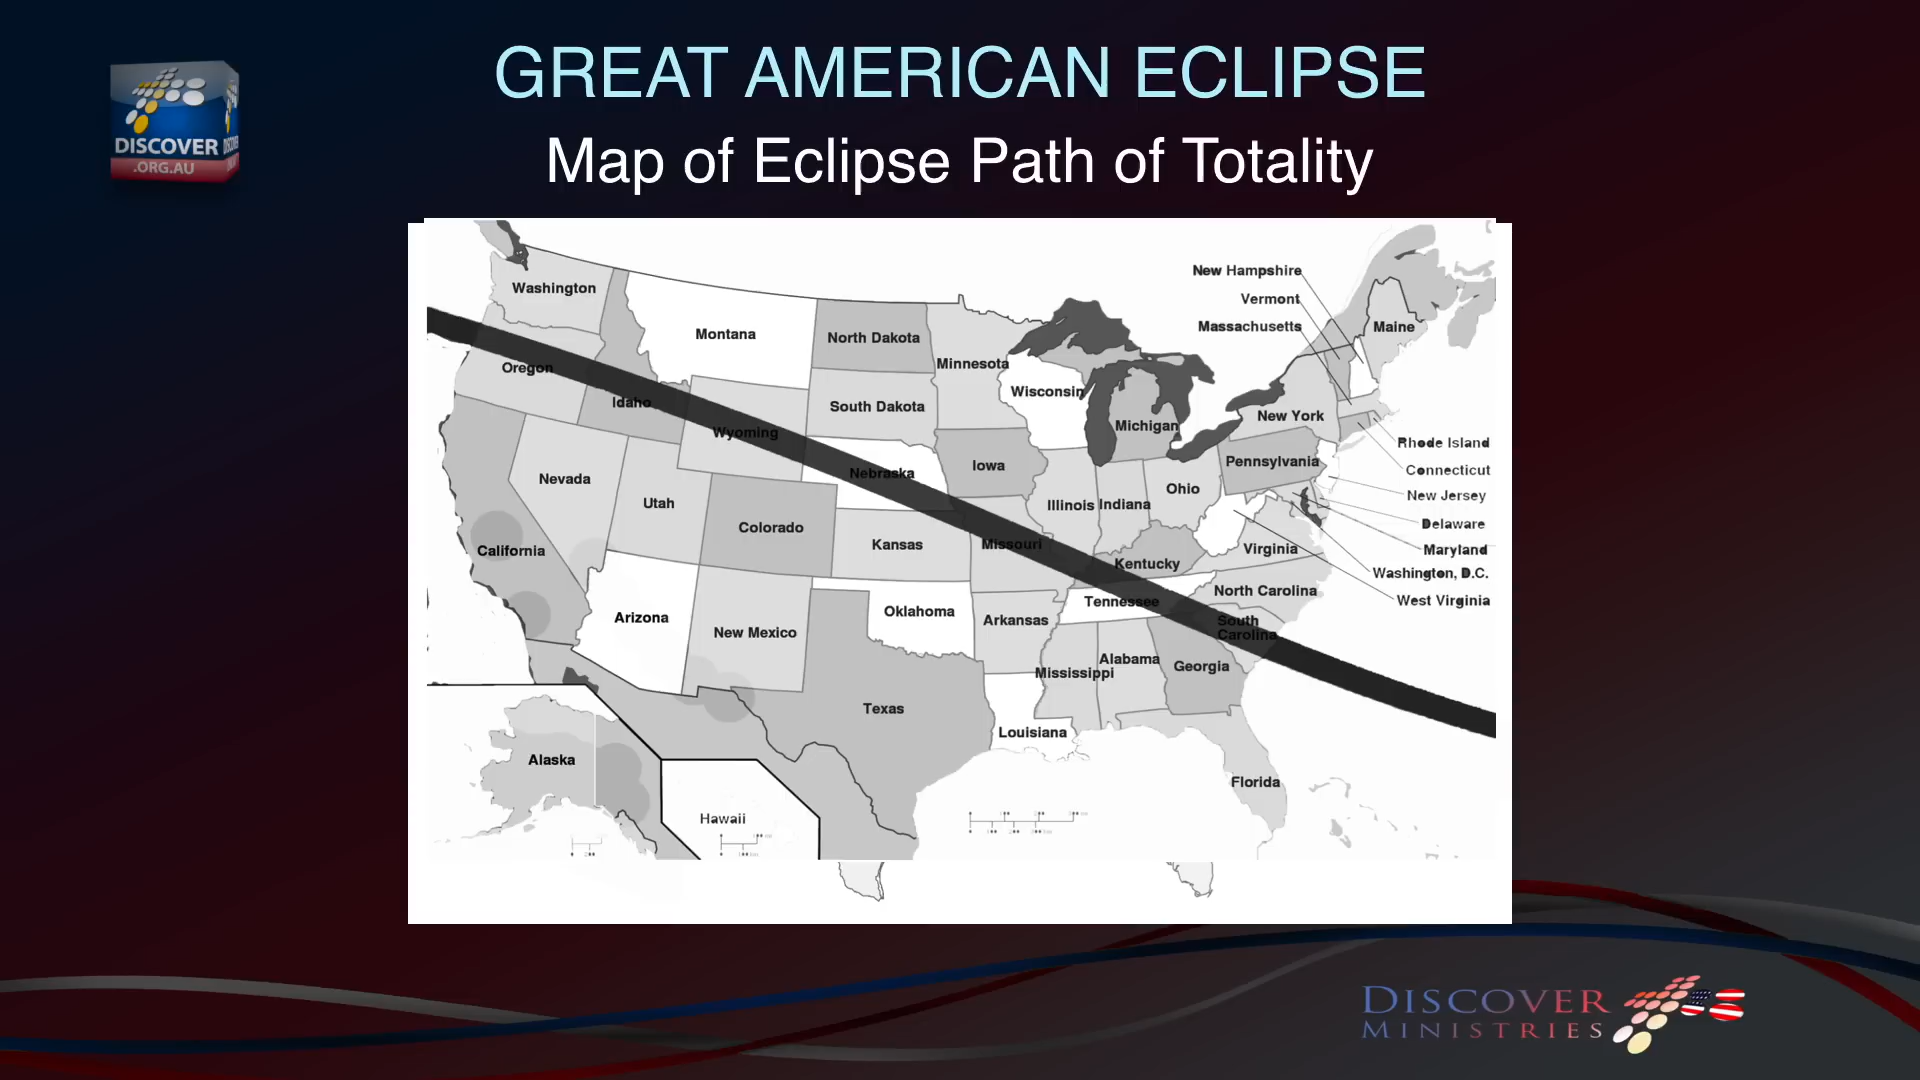 GREAT AMERICAN ECLIPSE
Map of Eclipse Path of Totality
DISCOVER
.ORG.AU
New Hampshire
Washington
Vermont
Massachusetts
Maine
Montana
North Dakota
Minnesota
Oregon
Wisconsin
Idaho
South Dakota
New York
Michigan
Wyoming
Rhode Island
Pennsylvania
Iowa
Nebraska
Connecticut
Nevada
Ohio
New Jersey
Utah
Illinois
Indiana
Colorado
Delaware
Kansas
Missouri
California
Virginia
Maryland
Kentucky
Washington, D.C.
North Carolina
Tennessee
West Virginia
Oklahoma
Arizona
Arkansas
South
Carolina
New Mexico
Alabama
Georgia
Mississippi
Texas
Louisiana
Alaska
Florida
Hawaii
DISCOVER
MINISTRIES